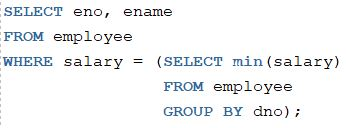 SELECT eno, ename
FROM employee
WHERE salary = (SELECT min(salary)
FROM employee
GROUP BY dno);